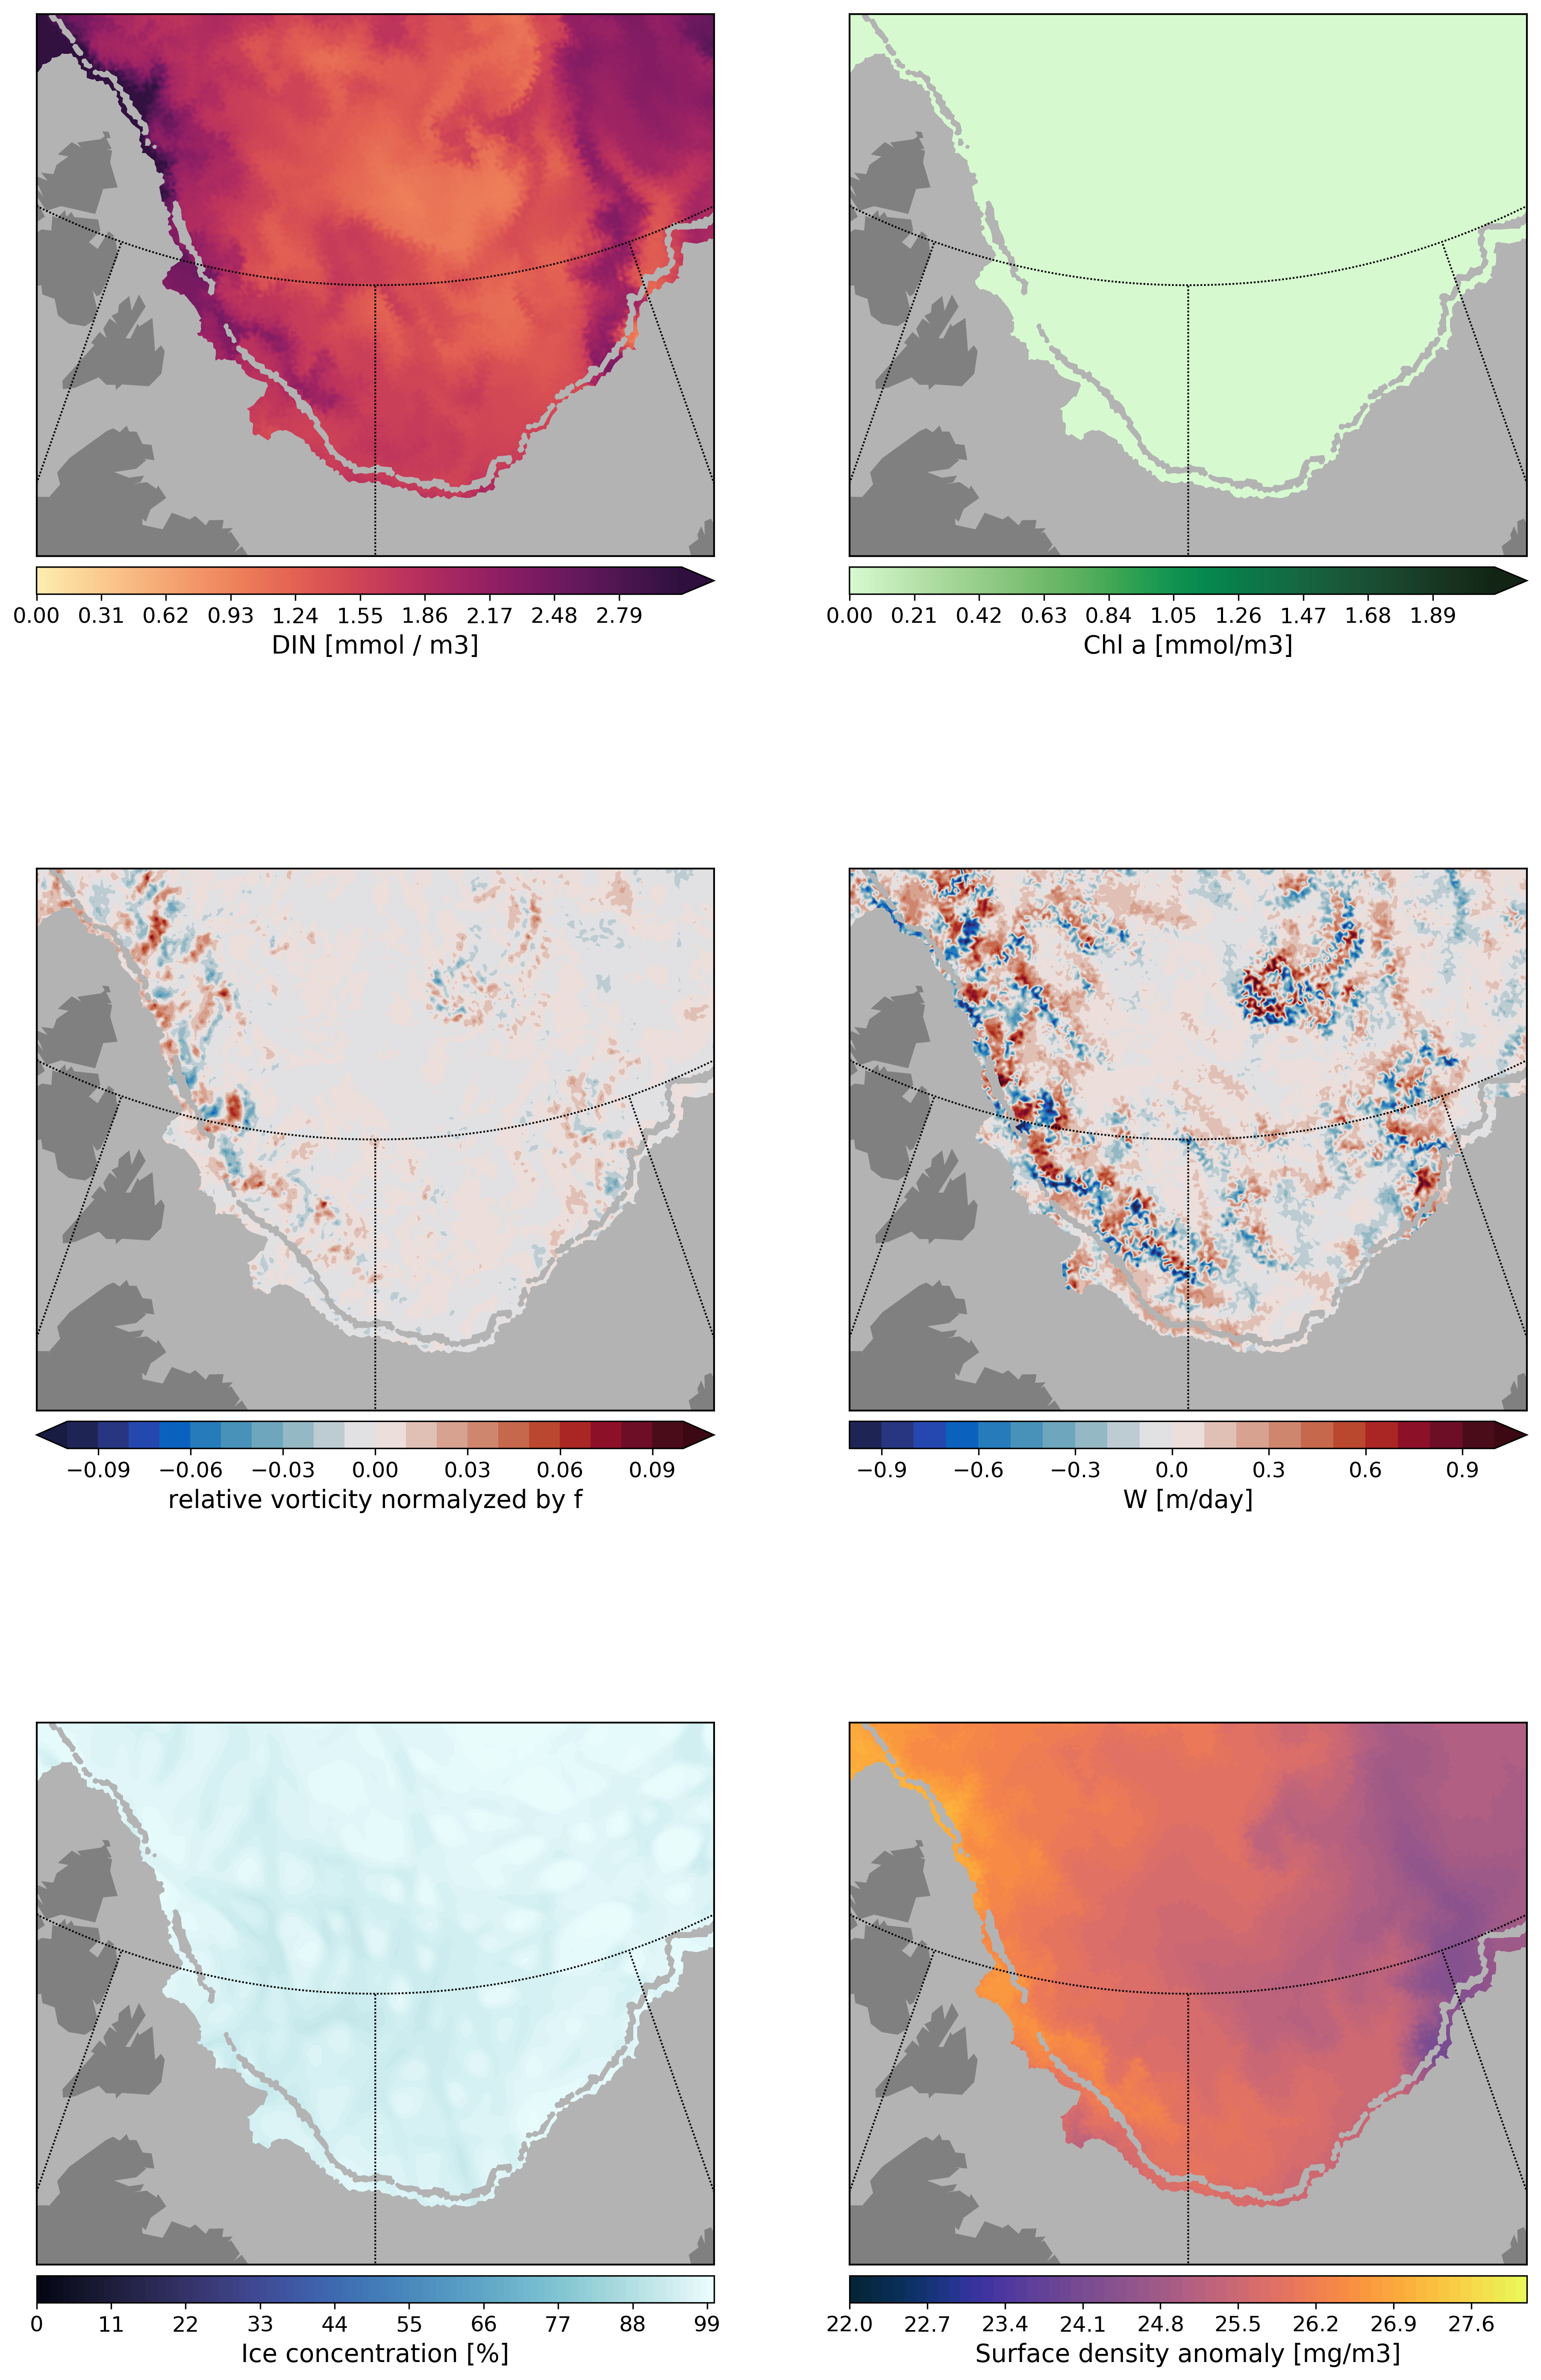 0.00 0.31 0.62 0.93 1.24 1.55 1.86 2.17 2.48 2.79
DIN [mmol / m3]
0.00 0.21 0.42 0.63 0.84 1.05 1.26 1.47 1.68 1.89
Chl a [mmol/m3]
−0.09 −0.06 −0.03 0.00 0.03 0.06 0.09
relative vorticity normalyzed by f
−0.9 −0.6 −0.3 0.0 0.3 0.6 0.9
W [m/day]
0 11 22 33 44 55 66 77 88 99
Ice concentration [%]
22.0 22.7 23.4 24.1 24.8 25.5 26.2 26.9 27.6
Surface density anomaly [mg/m3]